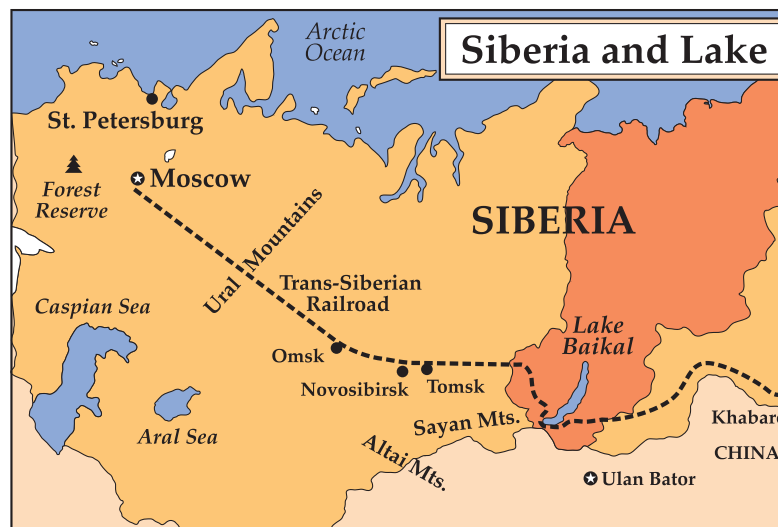 Arctic
Ocean
Siberia and Lake
St. Petersburg
Moscow
Forest
Reserve
SIBERIA
Ural Mountains
Trans-Siberian
Railroad
Caspian Sea
Lake
Baikal
Omsk
Novosibirsk
Tomsk
Aral Sea
Sayan Mts.
Altai Mts.
Khabaro
CHINA
Ulan Bator